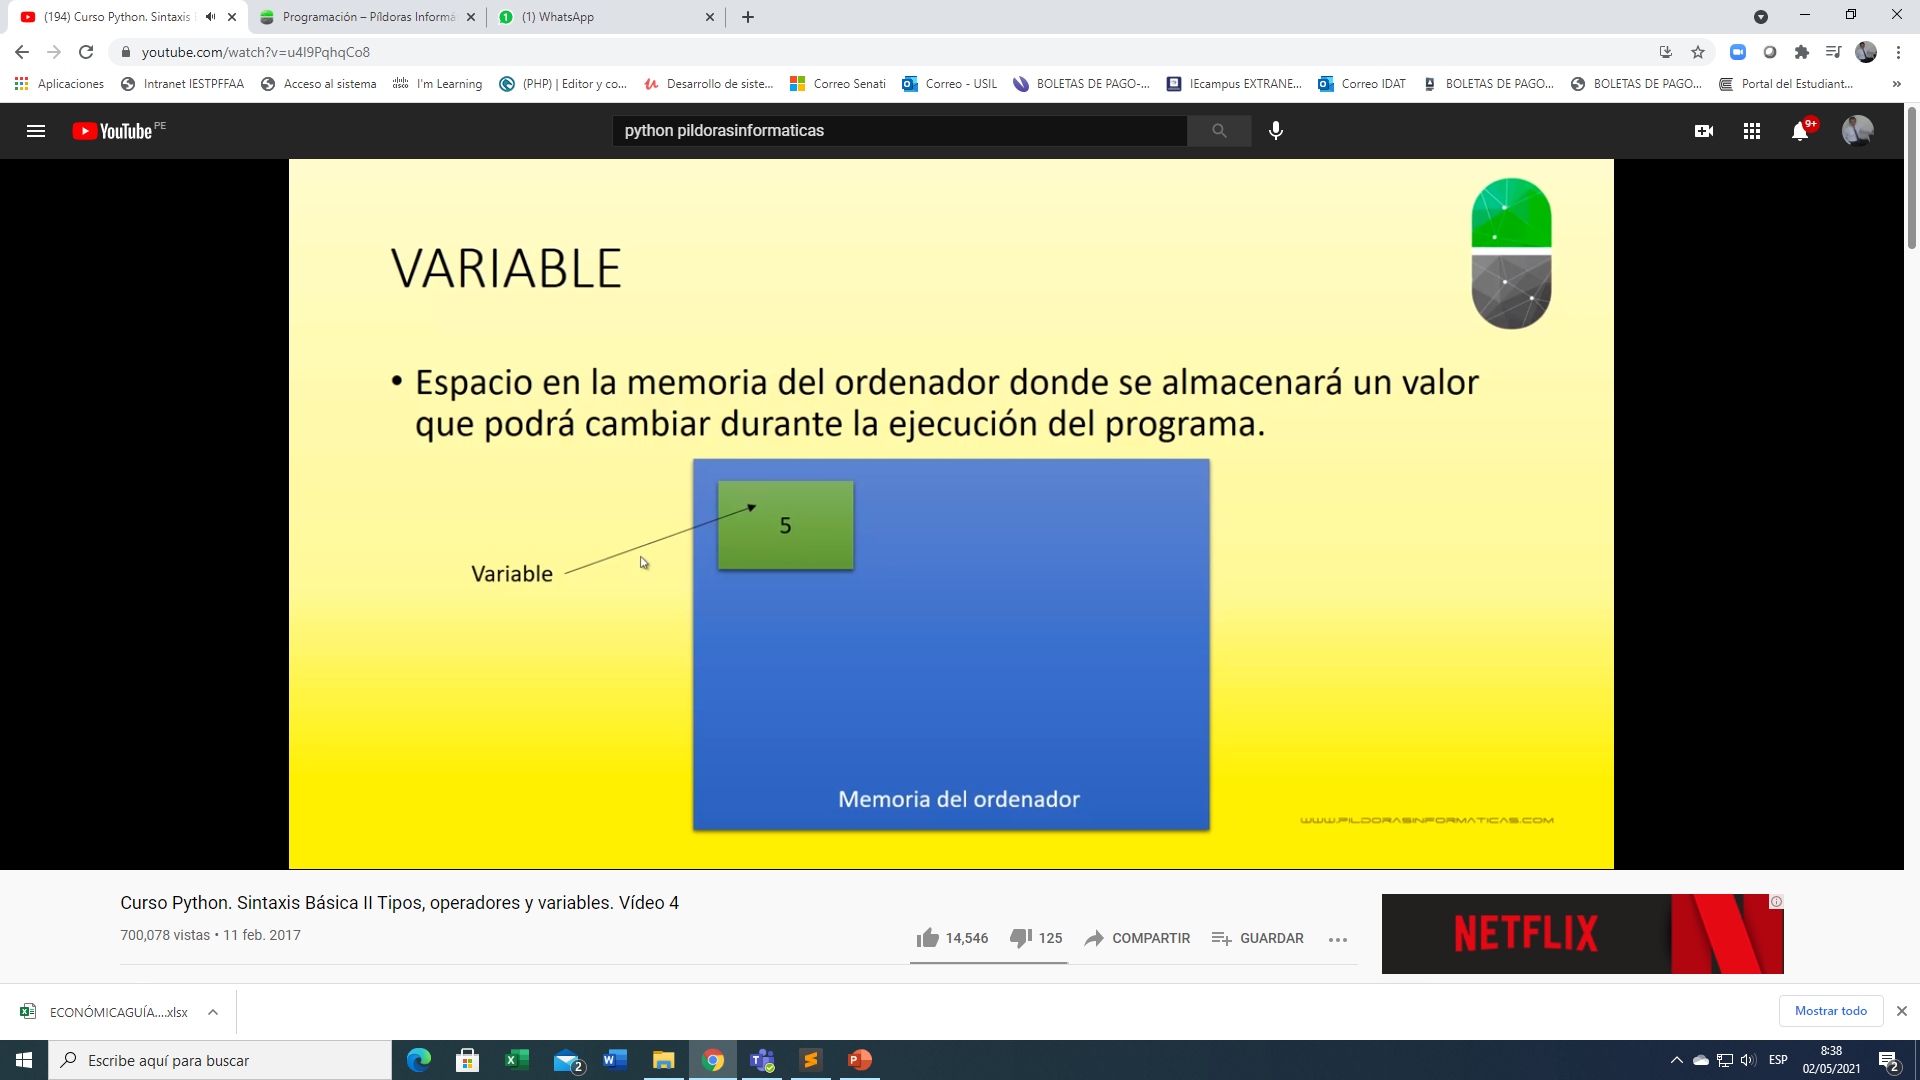 (194) Curso Python. Sintaxis
Programación – Píldoras Informá
(1) WhatsApp
youtube.com/watch?v=u4I9PqhqCo8
Aplicaciones
Intranet IESTPFFAA
Acceso al sistema
I'm Learning
(PHP) | Editor y co...
Desarrollo de siste...
Correo Senati
Correo - USIL
BOLETAS DE PAGO-...
IEcampus EXTRANE...
Correo IDAT
BOLETAS DE PAGO...
BOLETAS DE PAGO...
Portal del Estudiant...
»
YouTube PE
python pildorasinformaticas
9+
VARIABLE
• Espacio en la memoria del ordenador donde se almacenará un valor
que podrá cambiar durante la ejecución del programa.
5
Variable
Memoria del ordenador
WWW.PILDORASINFORMATICAS.COM
Curso Python. Sintaxis Básica II Tipos, operadores y variables. Vídeo 4
700,078 vistas • 11 feb. 2017
14,546
125
COMPARTIR
GUARDAR
NETFLIX
ECONÓMICAGUÍA....xlsx
Mostrar todo
Escribe aquí para buscar
2
ESP
8:38
02/05/2021
2